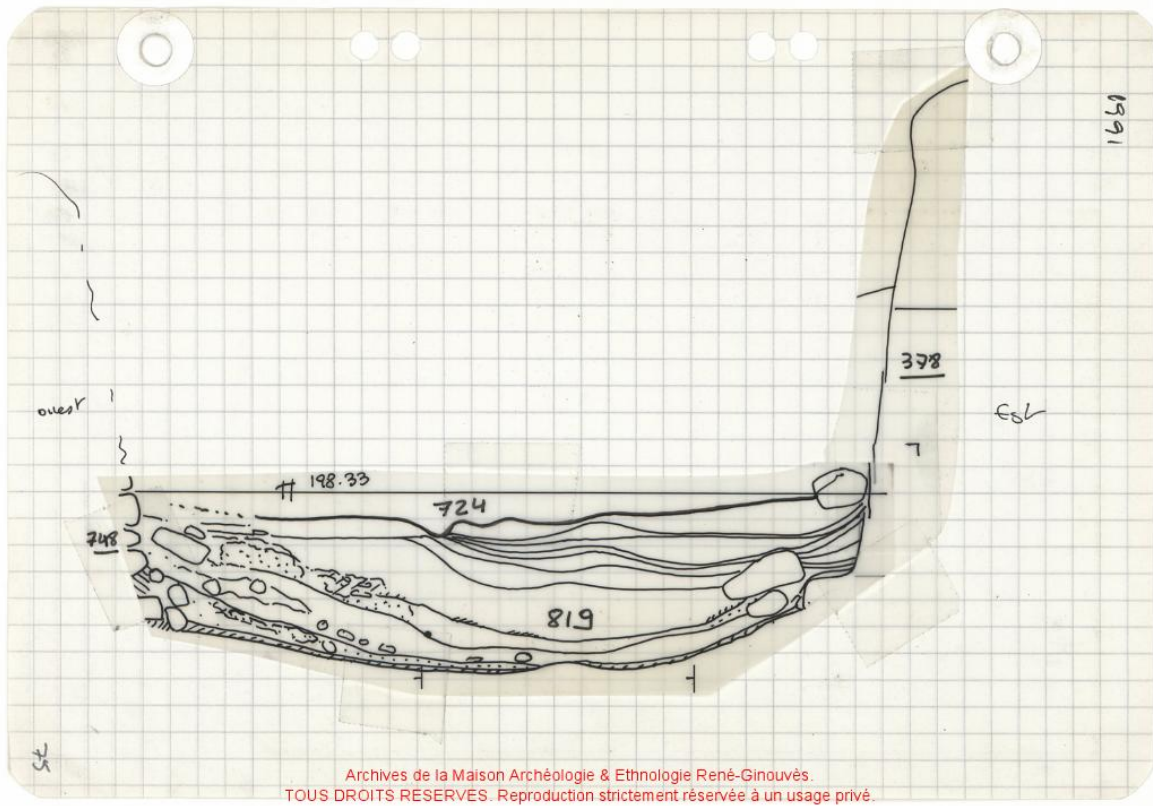 1991
378
ouest
Est
198.33
724
748
819
75
Archives de la Maison Archéologie & Ethnologie René-Ginouvès.
TOUS DROITS RESERVES. Reproduction strictement réservée à un usage privé.